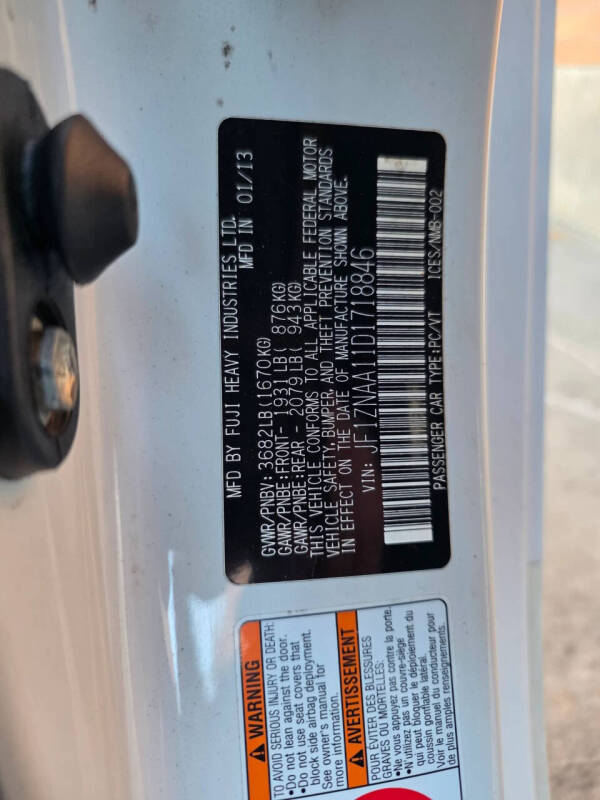 MFD BY FUJI HEAVY INDUSTRIES LTD.
MFD IN 01/13
GVWR/PNBV:3682LB(1670KG)
GAWR/PNBE:FRONT- 1931LB( 876KG)
GAWR/PNBE:REAR - 2079LB( 943KG)
THIS VEHICLE CONFORMS TO ALL APPLICABLE FEDERAL MOTOR
VEHICLE SAFETY,BUMPER,AND THEFT PREVENTION STANDARDS
IN EFFECT ON THE DATE OF MANUFACTURE SHOWN ABOVE.
VIN: JF1ZNAA11D1718846
PASSENGER CAR TYPE:PC/VT ICES/NMB-002
WARNING
TO AVOID SERIOUS INJURY OR DEATH:
•Do not lean against the door.
•Do not use seat covers that
block side airbag deployment.
See owner's manual for
more information.
AVERTISSEMENT
POUR ÉVITER DES BLESSURES
GRAVES OU MORTELLES:
•Ne vous appuyez pas contre la porte.
•N'utilisez pas un couvre-siège
qui peut bloquer le déploiement du
coussin gonflable latéral.
Voir le manuel du conducteur pour
de plus amples renseignements.